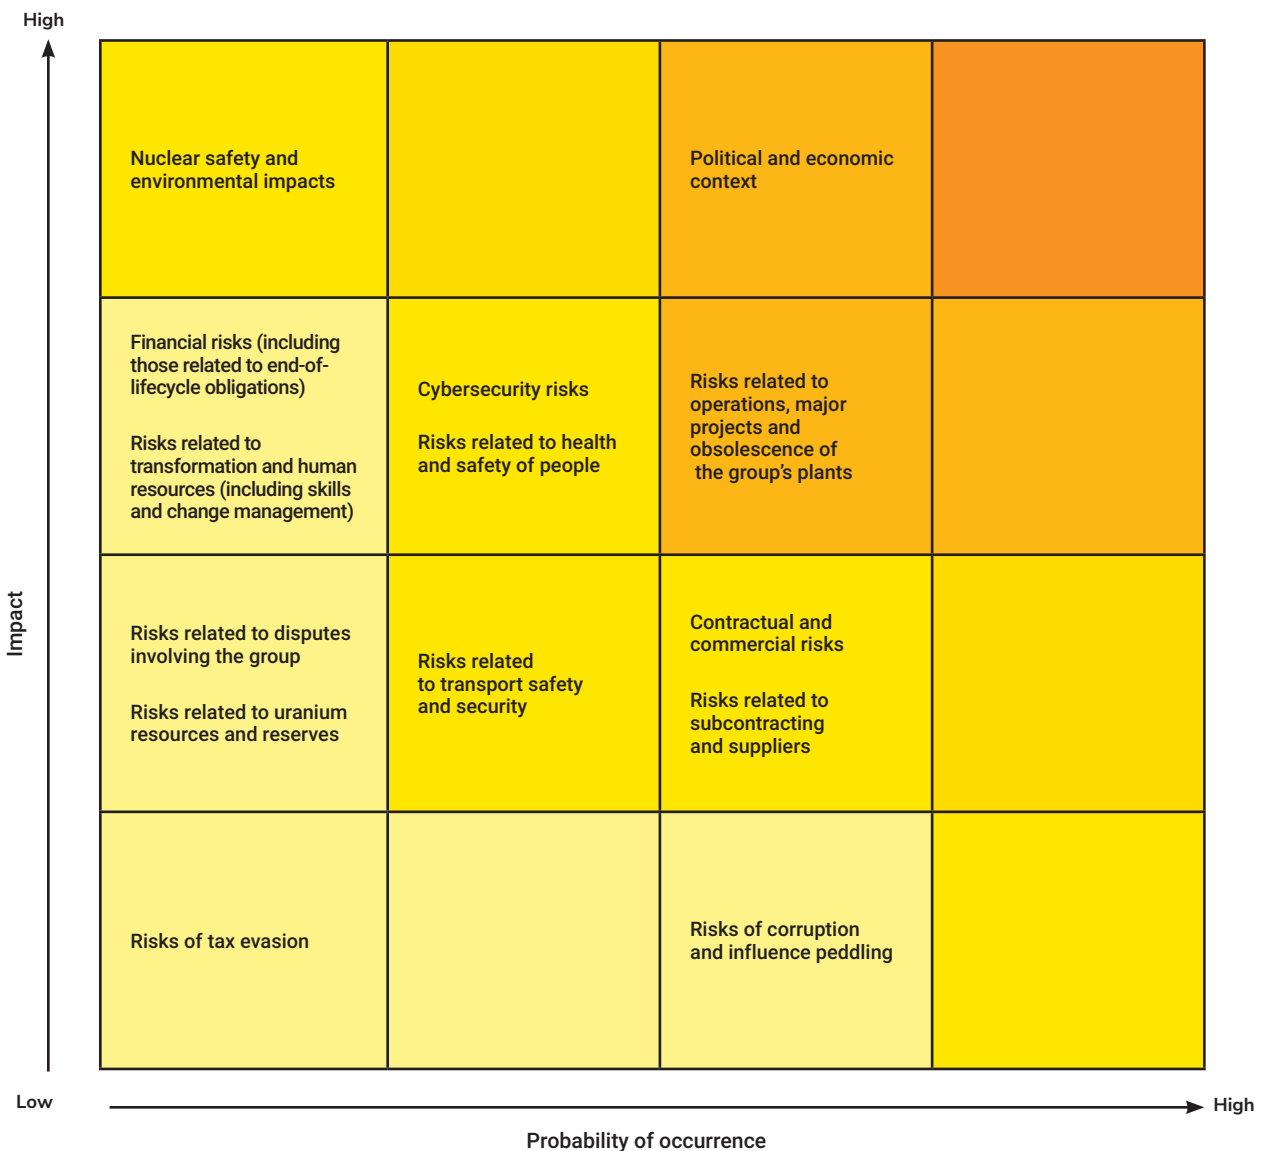 High
Nuclear safety and
environmental impacts
Political and economic
context
Financial risks (including
those related to end-of-
lifecycle obligations)
Risks related to
transformation and human
resources (including skills
and change management)
Cybersecurity risks
Risks related to health
and safety of people
Risks related to
operations, major
projects and
obsolescence of
the group's plants
Impact
Risks related to disputes
involving the group
Risks related to uranium
resources and reserves
Risks related
to transport safety
and security
Contractual and
commercial risks
Risks related to
subcontracting
and suppliers
Risks of tax evasion
Risks of corruption
and influence peddling
Low
High
Probability of occurrence